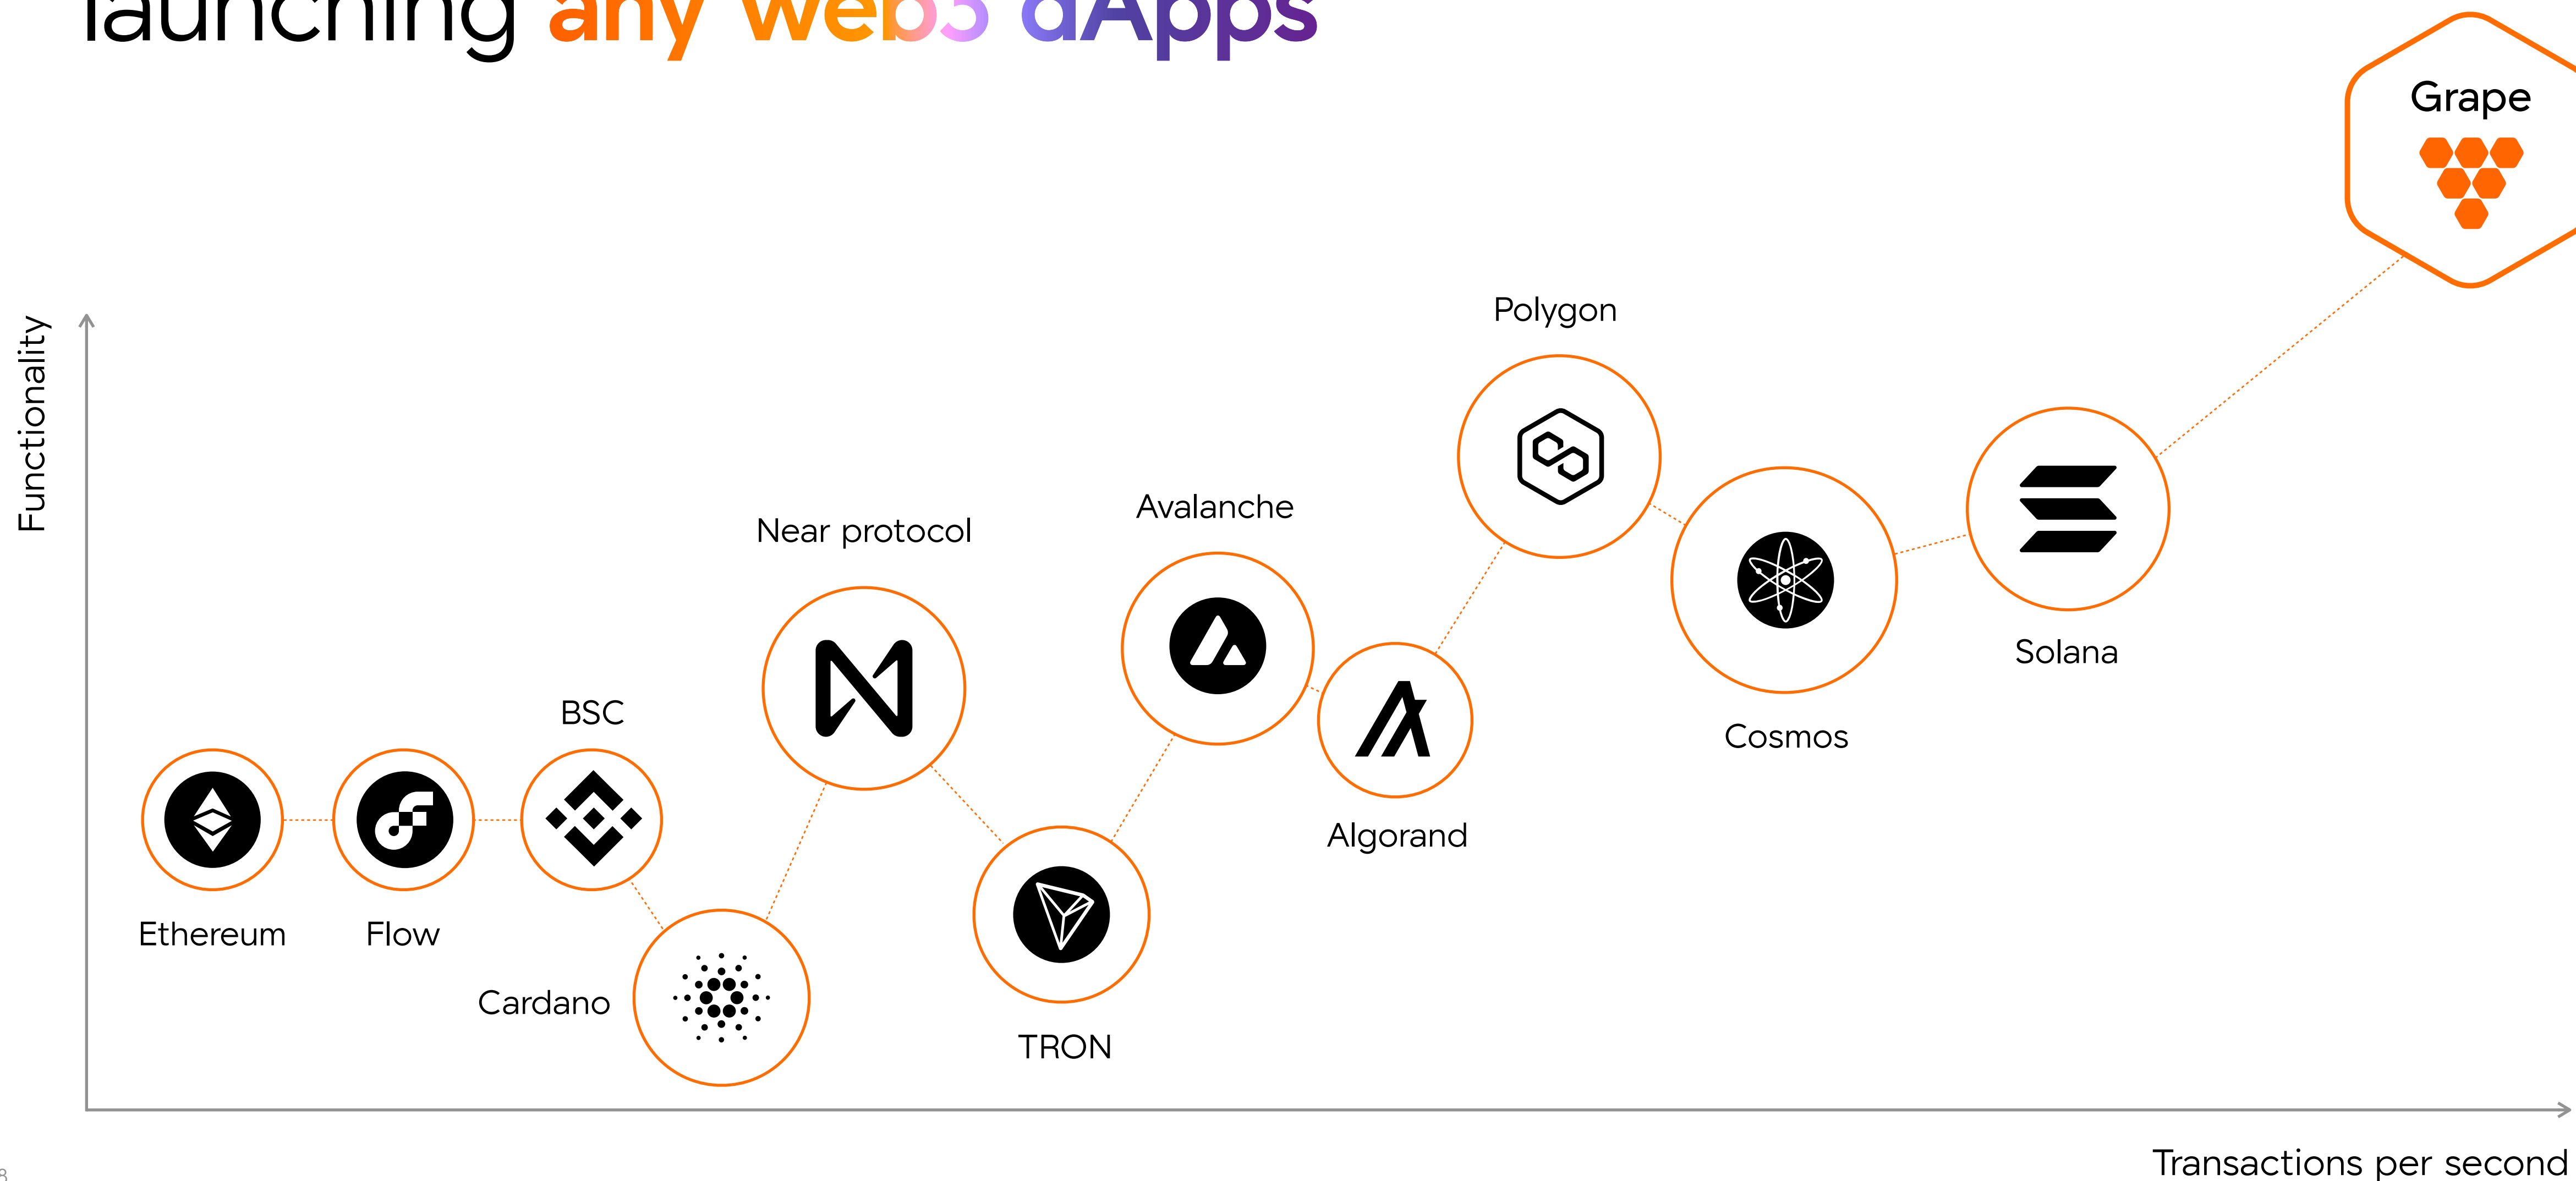 launching any web3 dApps
Grape
Functionality
Polygon
Avalanche
Near protocol
Solana
BSC
Cosmos
Algorand
Ethereum
Flow
Cardano
TRON
Transactions per second
8